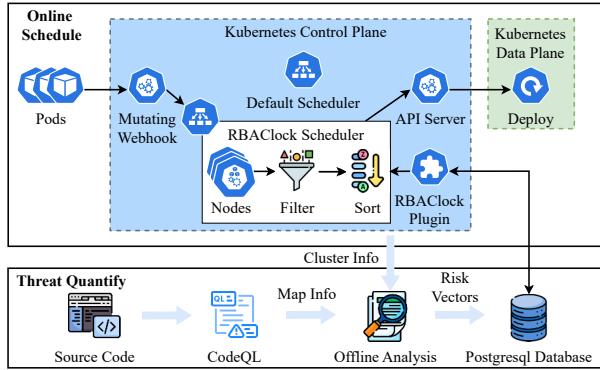 Online
Schedule
Kubernetes Control Plane
Kubernetes
Data Plane
Pods
Mutating
Webhook
Default Scheduler
API Server
Deploy
RBAClock Scheduler
Nodes
Filter
Sort
RBAClock
Plugin
Z
A
Cluster Info
Threat Quantify
Source Code
QL
CodeQL
Map Info
Offline Analysis
Risk
Vectors
Postgresql Database